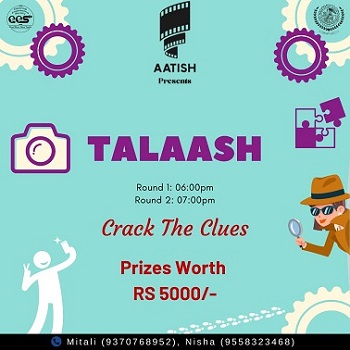 ccs
AATISH
Presents
TALAASH
Round 1: 06:00pm
Round 2: 07:00pm
Crack The Clues
Prizes Worth
RS 5000/-
Mitali (9370768952), Nisha (9558323468)